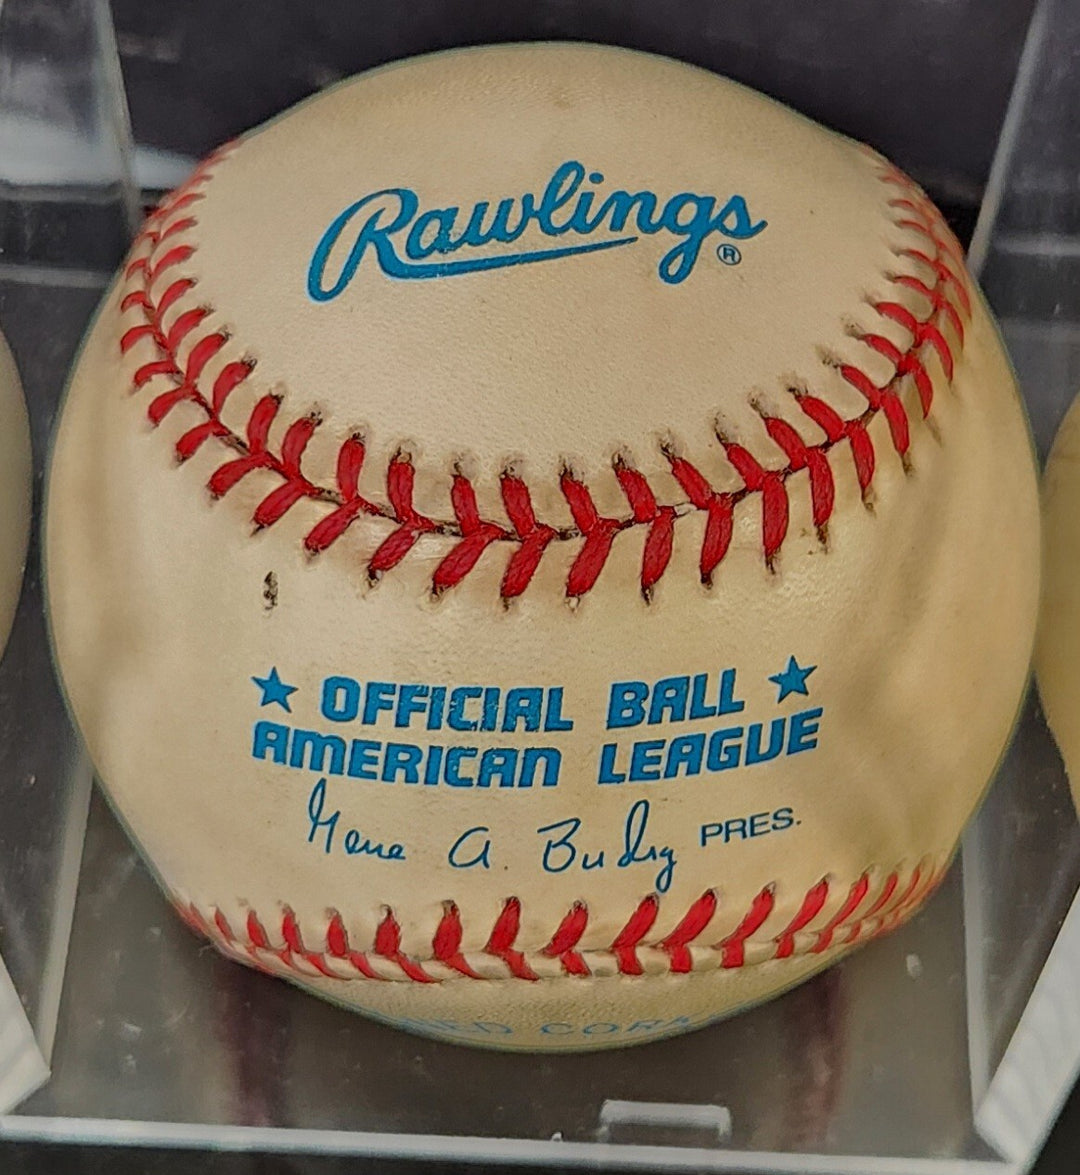 Rawlings®
★ OFFICIAL BALL ★
AMERICAN LEAGUE
Gene A. Budig PRES.